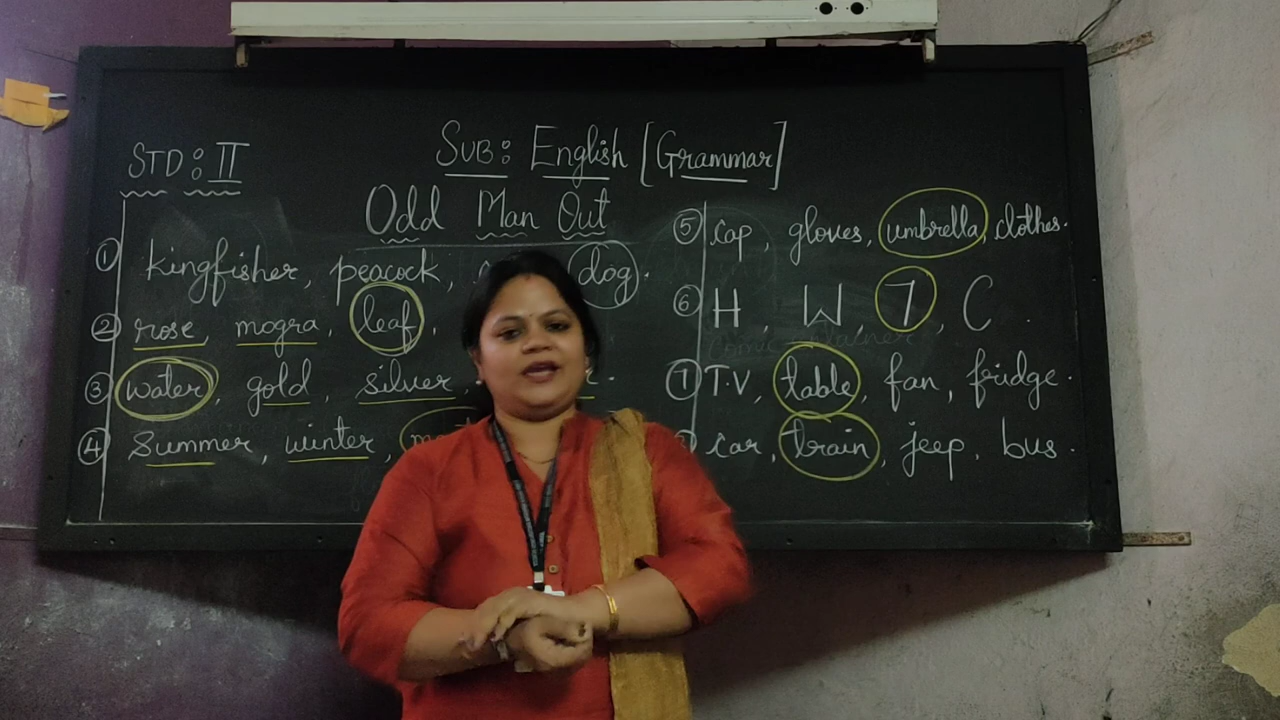 STD: II
SUB: English [Grammar]
Odd Man Out
① kingfisher, peacock, dog.
② rose, mogra, leaf,
③ water, gold, silver,
④ Summer, winter,
⑤ cap, gloves, umbrella, clothes.
⑥ H, W, 7, C.
⑦ T.V, table, fan, fridge.
car, train, jeep, bus.